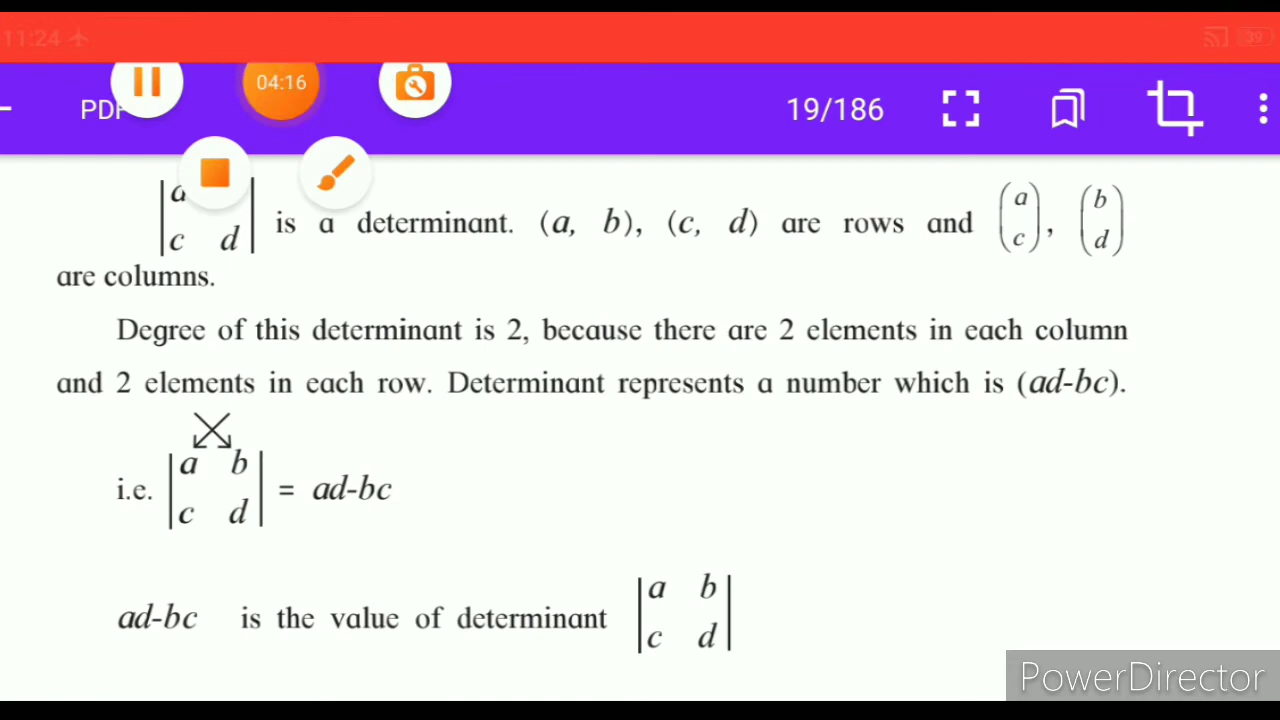 11:24
39
04:16
PDF
19/186
|a
c d| is a determinant. (a, b), (c, d) are rows and (a
c), (b
d)
are columns.
Degree of this determinant is 2, because there are 2 elements in each column
and 2 elements in each row. Determinant represents a number which is (ad-bc).
i.e. |a b
c d| = ad-bc
ad-bc is the value of determinant |a b
c d|
PowerDirector